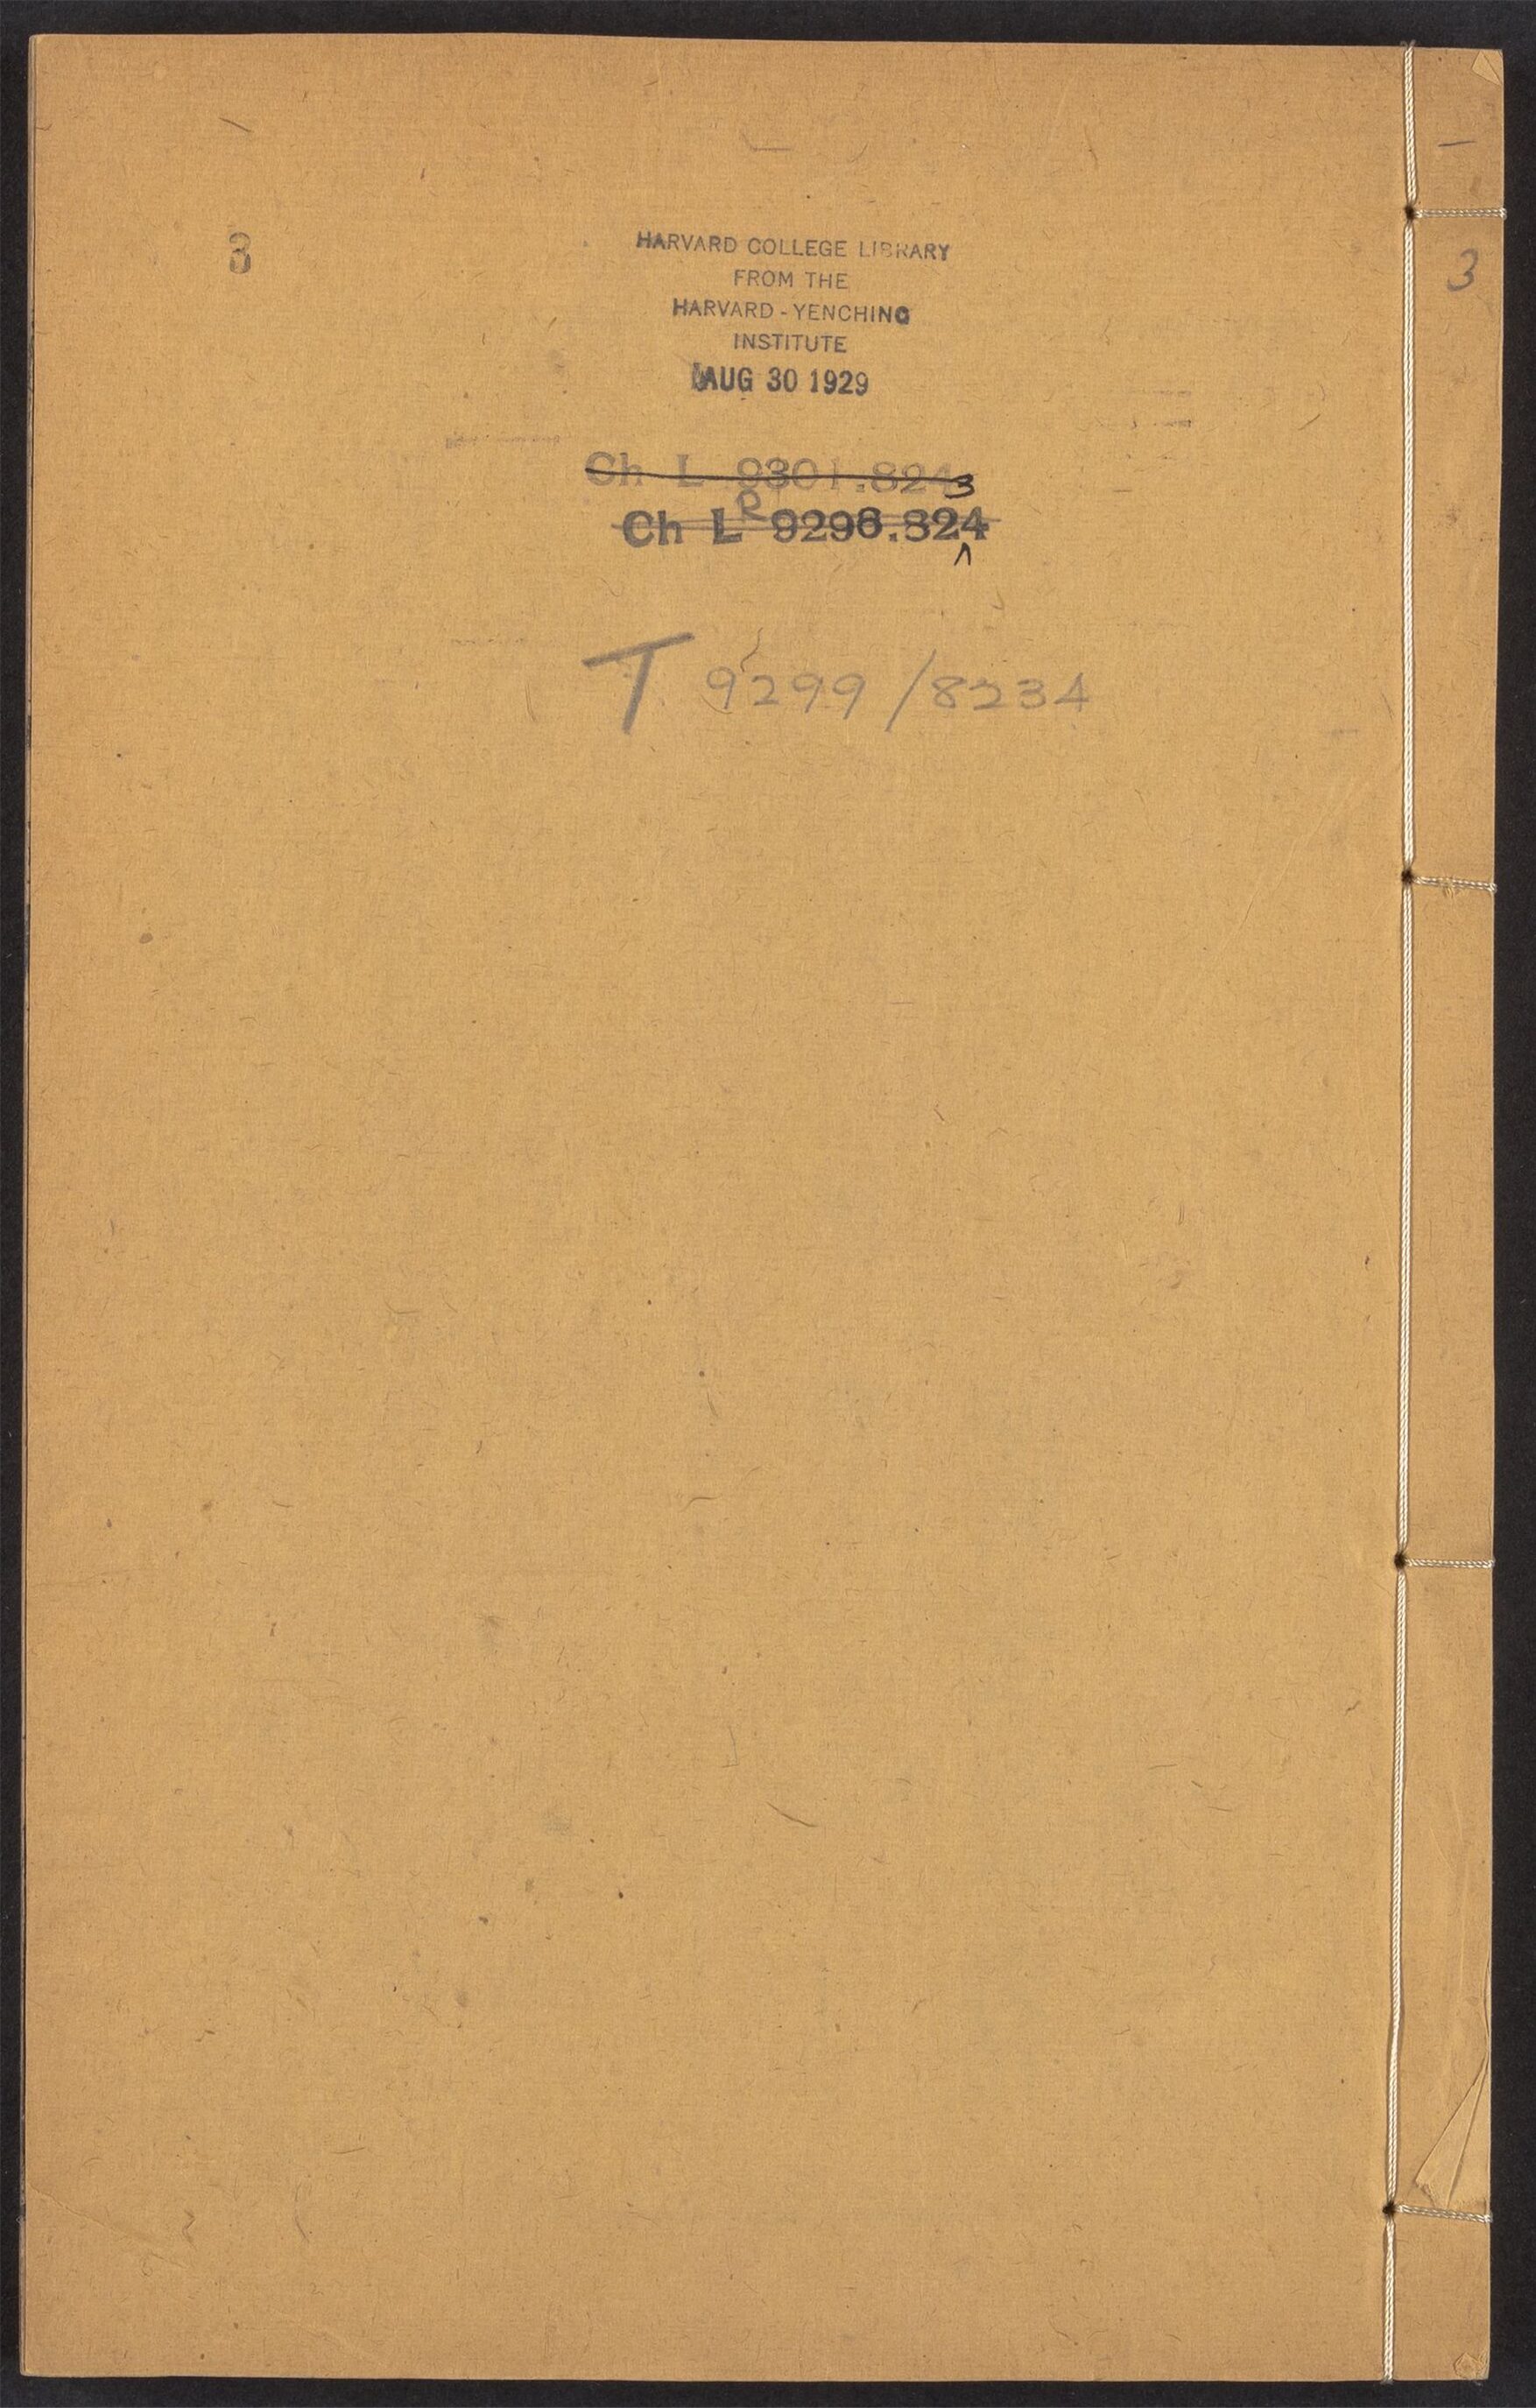 一
3
3
HARVARD COLLEGE LIBRARY
FROM THE
HARVARD-YENCHING
INSTITUTE
AUG 30 1929
Ch L 9301.824
3
R
Ch L 9296.824
T 9299/8234